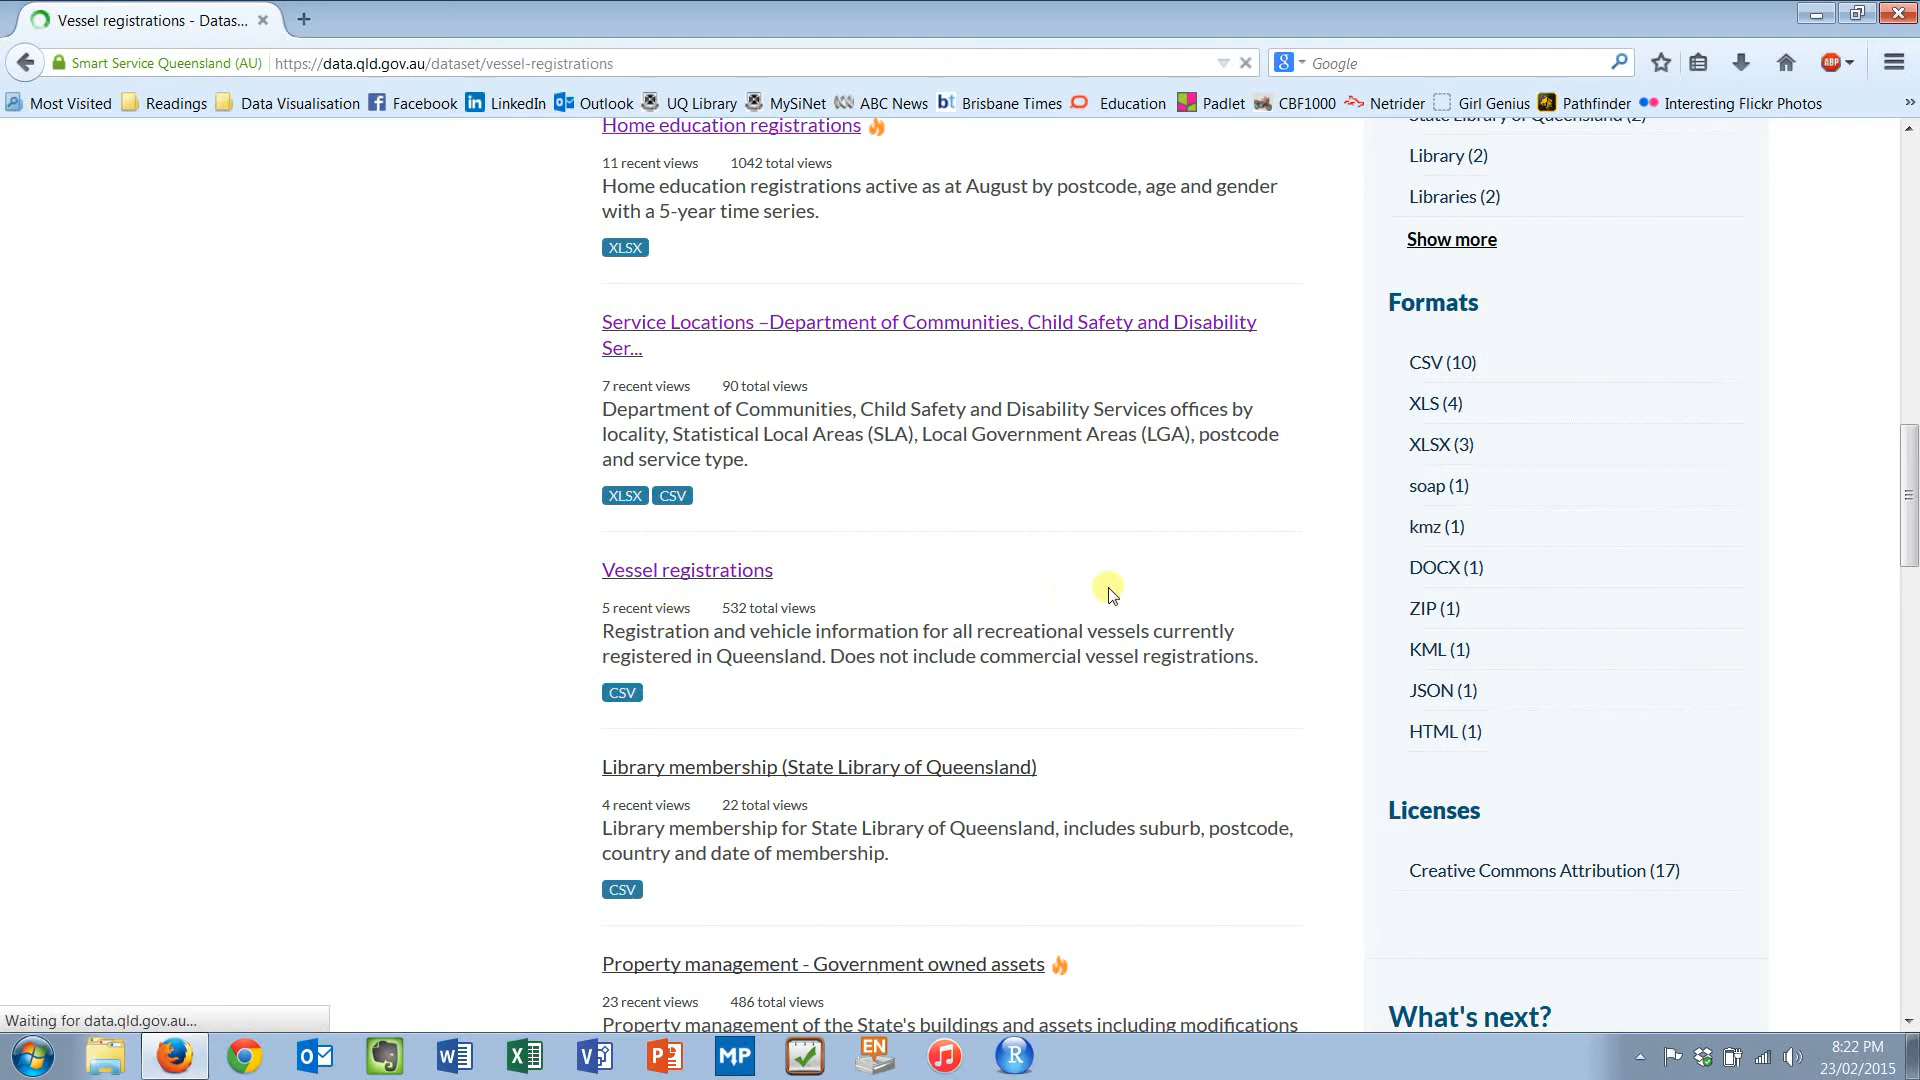 Vessel registrations - Datas...
Smart Service Queensland (AU)
https://data.qld.gov.au/dataset/vessel-registrations
Google
ABP
Most Visited
Readings
Data Visualisation
Facebook
LinkedIn
Outlook
UQ Library
MySiNet
ABC News
Brisbane Times
Education
Padlet
CBF1000
Netrider
Girl Genius
Pathfinder
Interesting Flickr Photos
Home education registrations
11 recent views 1042 total views
Home education registrations active as at August by postcode, age and gender
with a 5-year time series.
XLSX
Service Locations –Department of Communities, Child Safety and Disability
Ser...
7 recent views 90 total views
Department of Communities, Child Safety and Disability Services offices by
locality, Statistical Local Areas (SLA), Local Government Areas (LGA), postcode
and service type.
XLSX CSV
Vessel registrations
5 recent views 532 total views
Registration and vehicle information for all recreational vessels currently
registered in Queensland. Does not include commercial vessel registrations.
CSV
Library membership (State Library of Queensland)
4 recent views 22 total views
Library membership for State Library of Queensland, includes suburb, postcode,
country and date of membership.
CSV
Property management - Government owned assets
23 recent views 486 total views
Property management of the State's buildings and assets including modifications
State Library of Queensland (2)
Library (2)
Libraries (2)
Show more
Formats
CSV (10)
XLS (4)
XLSX (3)
soap (1)
kmz (1)
DOCX (1)
ZIP (1)
KML (1)
JSON (1)
HTML (1)
Licenses
Creative Commons Attribution (17)
What's next?
Waiting for data.qld.gov.au...
MP
EN
R
8:22 PM
23/02/2015